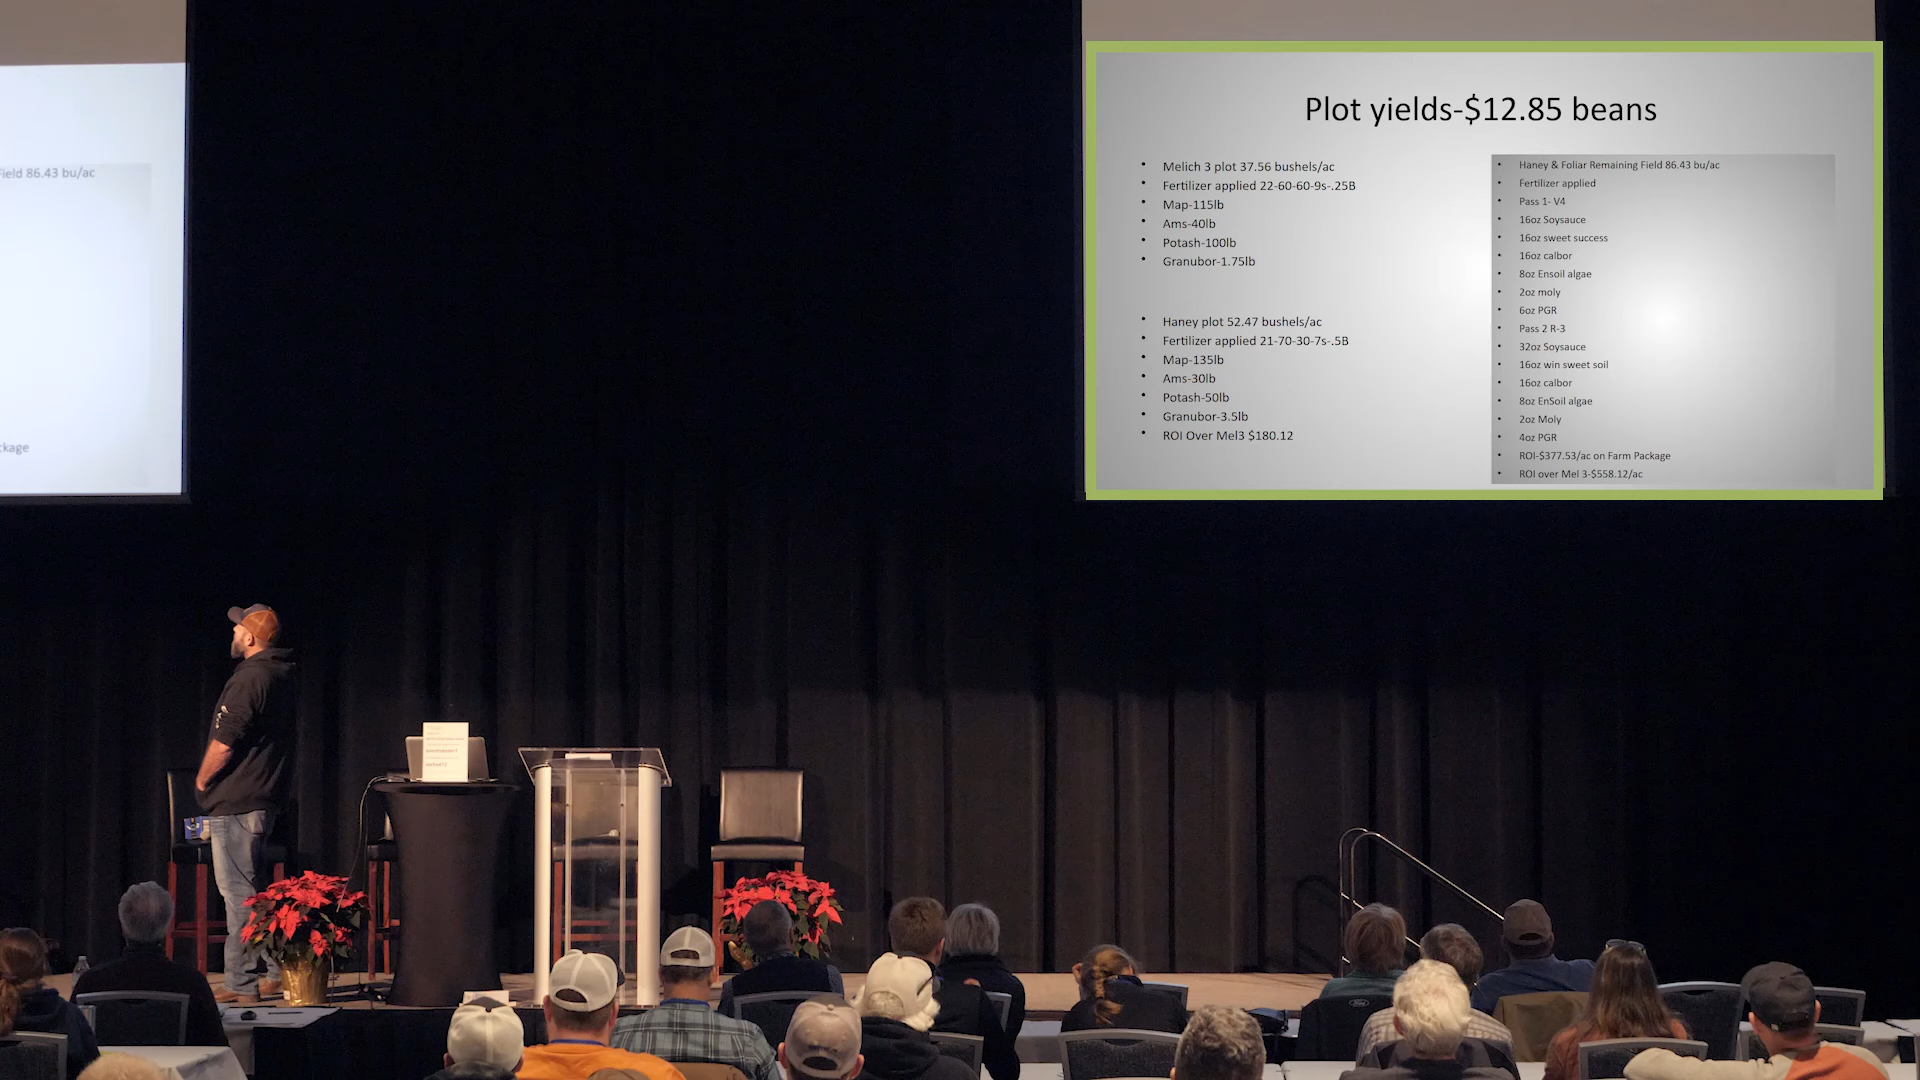 ield 86.43 bu/ac
ckage
Plot yields-$12.85 beans
Melich 3 plot 37.56 bushels/ac
Fertilizer applied 22-60-60-9s-.25B
Map-115lb
Ams-40lb
Potash-100lb
Granubor-1.75lb
Haney plot 52.47 bushels/ac
Fertilizer applied 21-70-30-7s-.5B
Map-135lb
Ams-30lb
Potash-50lb
Granubor-3.5lb
ROI Over Mel3 $180.12
Haney & Foliar Remaining Field 86.43 bu/ac
Fertilizer applied
Pass 1- V4
16oz Soysauce
16oz sweet success
16oz calbor
8oz Ensoil algae
2oz moly
6oz PGR
Pass 2 R-3
32oz Soysauce
16oz win sweet soil
16oz calbor
8oz EnSoil algae
2oz Moly
4oz PGR
ROI-$377.53/ac on Farm Package
ROI over Mel 3-$558.12/ac
Ford